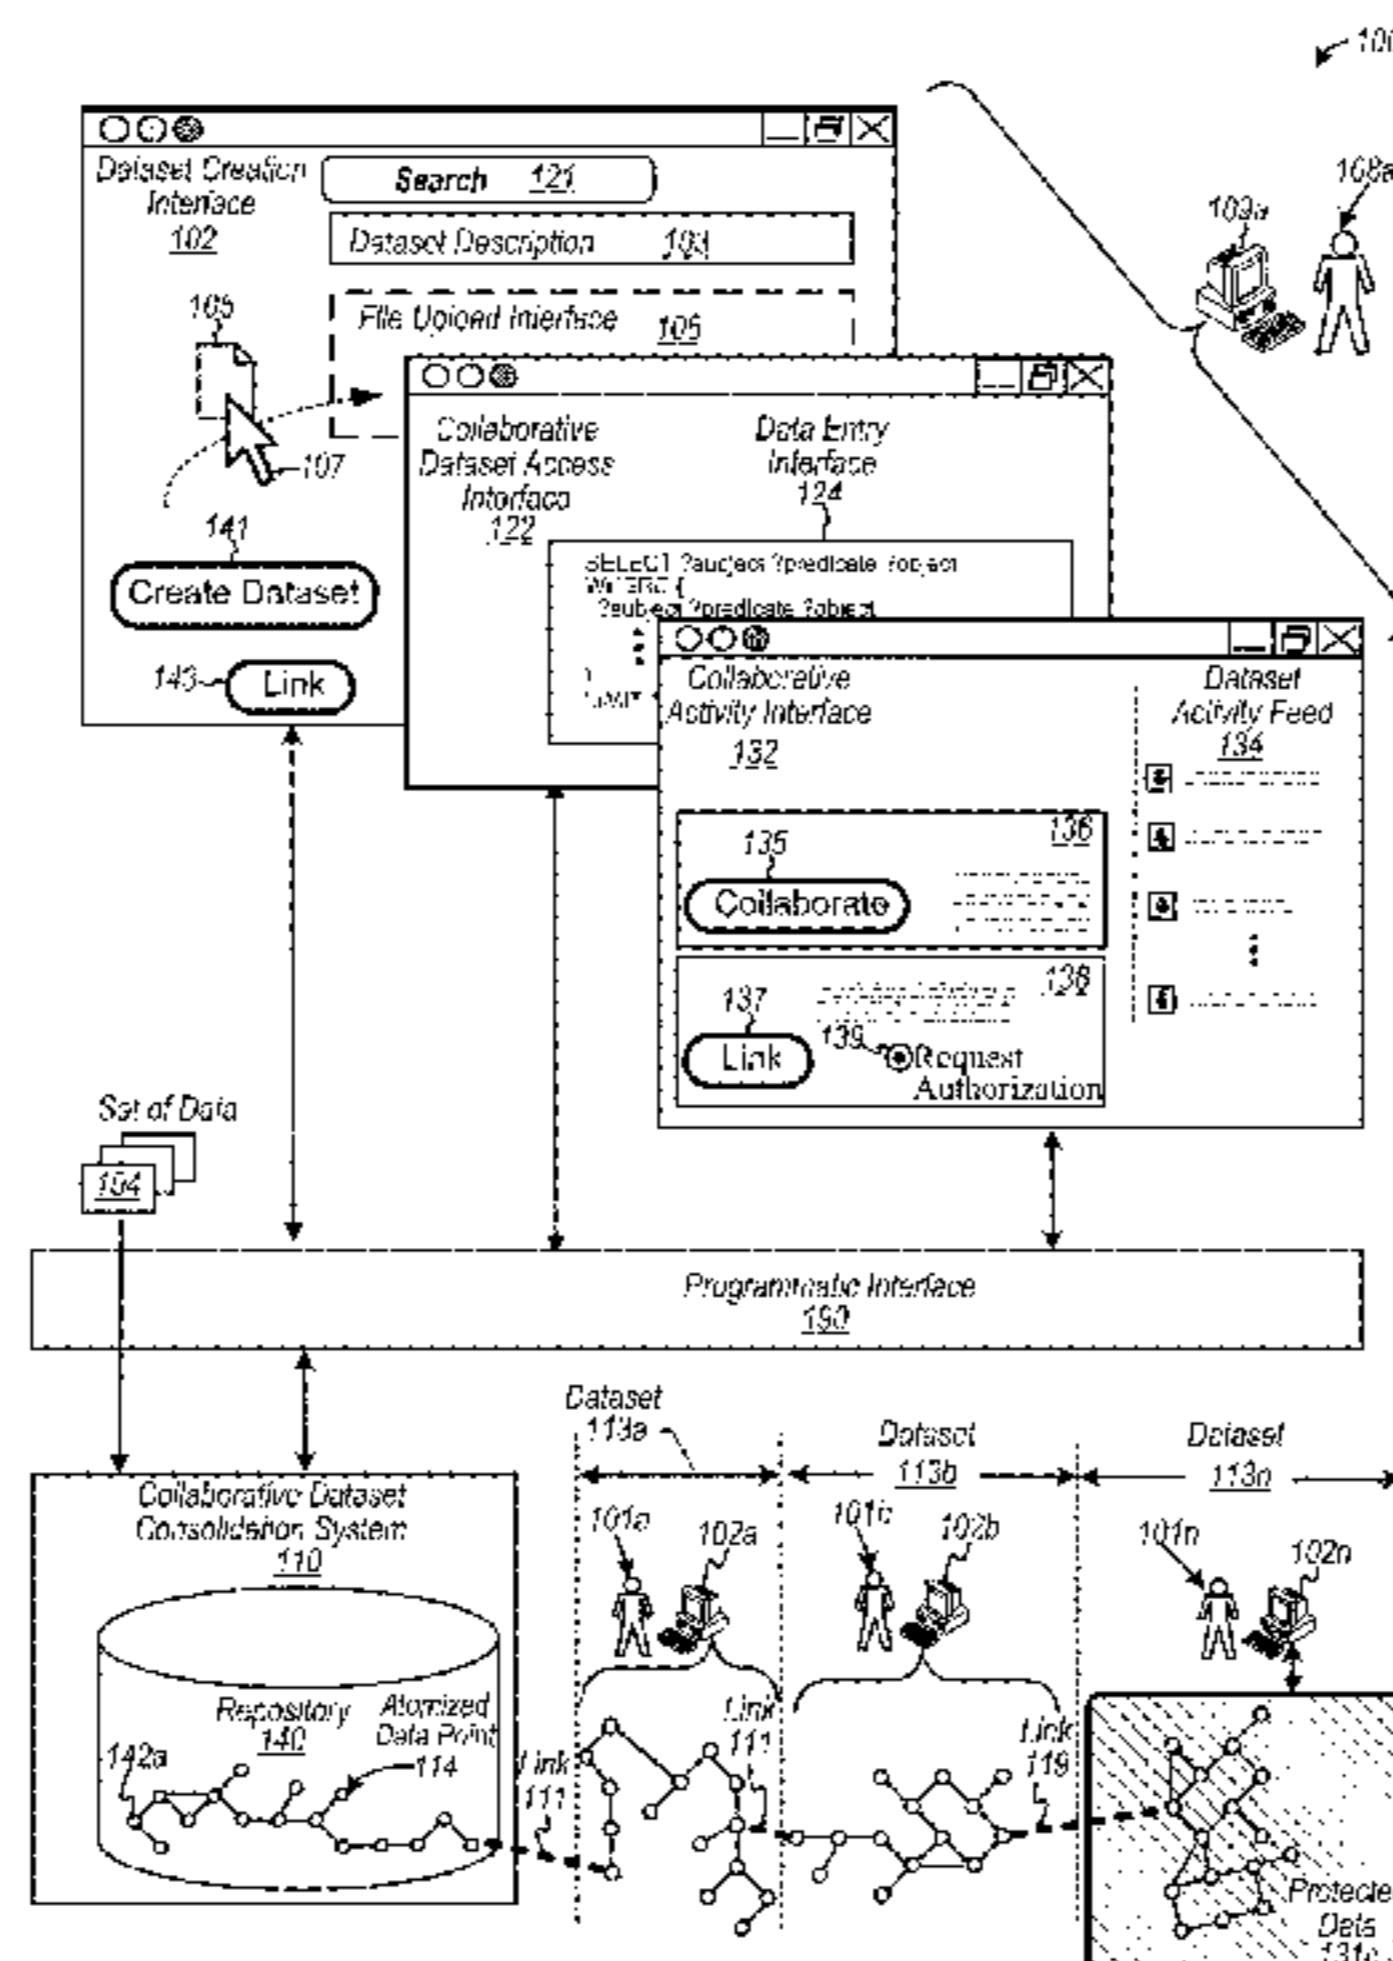 108a
109a
Dataset Creation
Interface
102
Search 121
Dataset Description 103
File Upload Interface 105
105
107
141
Create Dataset
143
Link
Collaborative
Dataset Access
Interface
122
Data Entry
Interface
124
SELECT ?subject ?predicate ?object
WHERE {
?subject ?predicate ?object
Collaborative
Activity Interface
132
Dataset
Activity Feed
134
136
135
Collaborate
138
137
Link
139
Request
Authorization
Set of Data
154
Programmatic Interface
190
Collaborative Dataset
Consolidation System
110
Repository
140
Atomized
Data Point
114
142a
Link
111
Dataset
113a
101a
102a
Link
111
Dataset
113b
102b
Link
119
Dataset
113n
101n
102n
Data